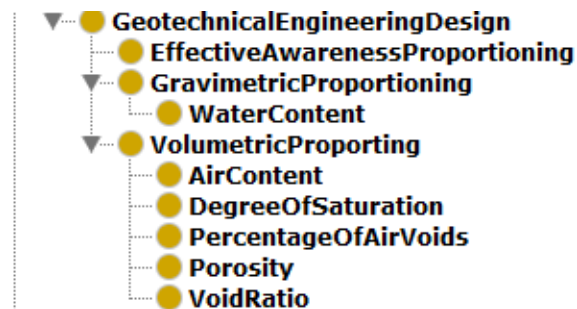 GeotechnicalEngineeringDesign
EffectiveAwarenessProportioning
GravimetricProportioning
WaterContent
VolumetricProporting
AirContent
DegreeOfSaturation
PercentageOfAirVoids
Porosity
VoidRatio